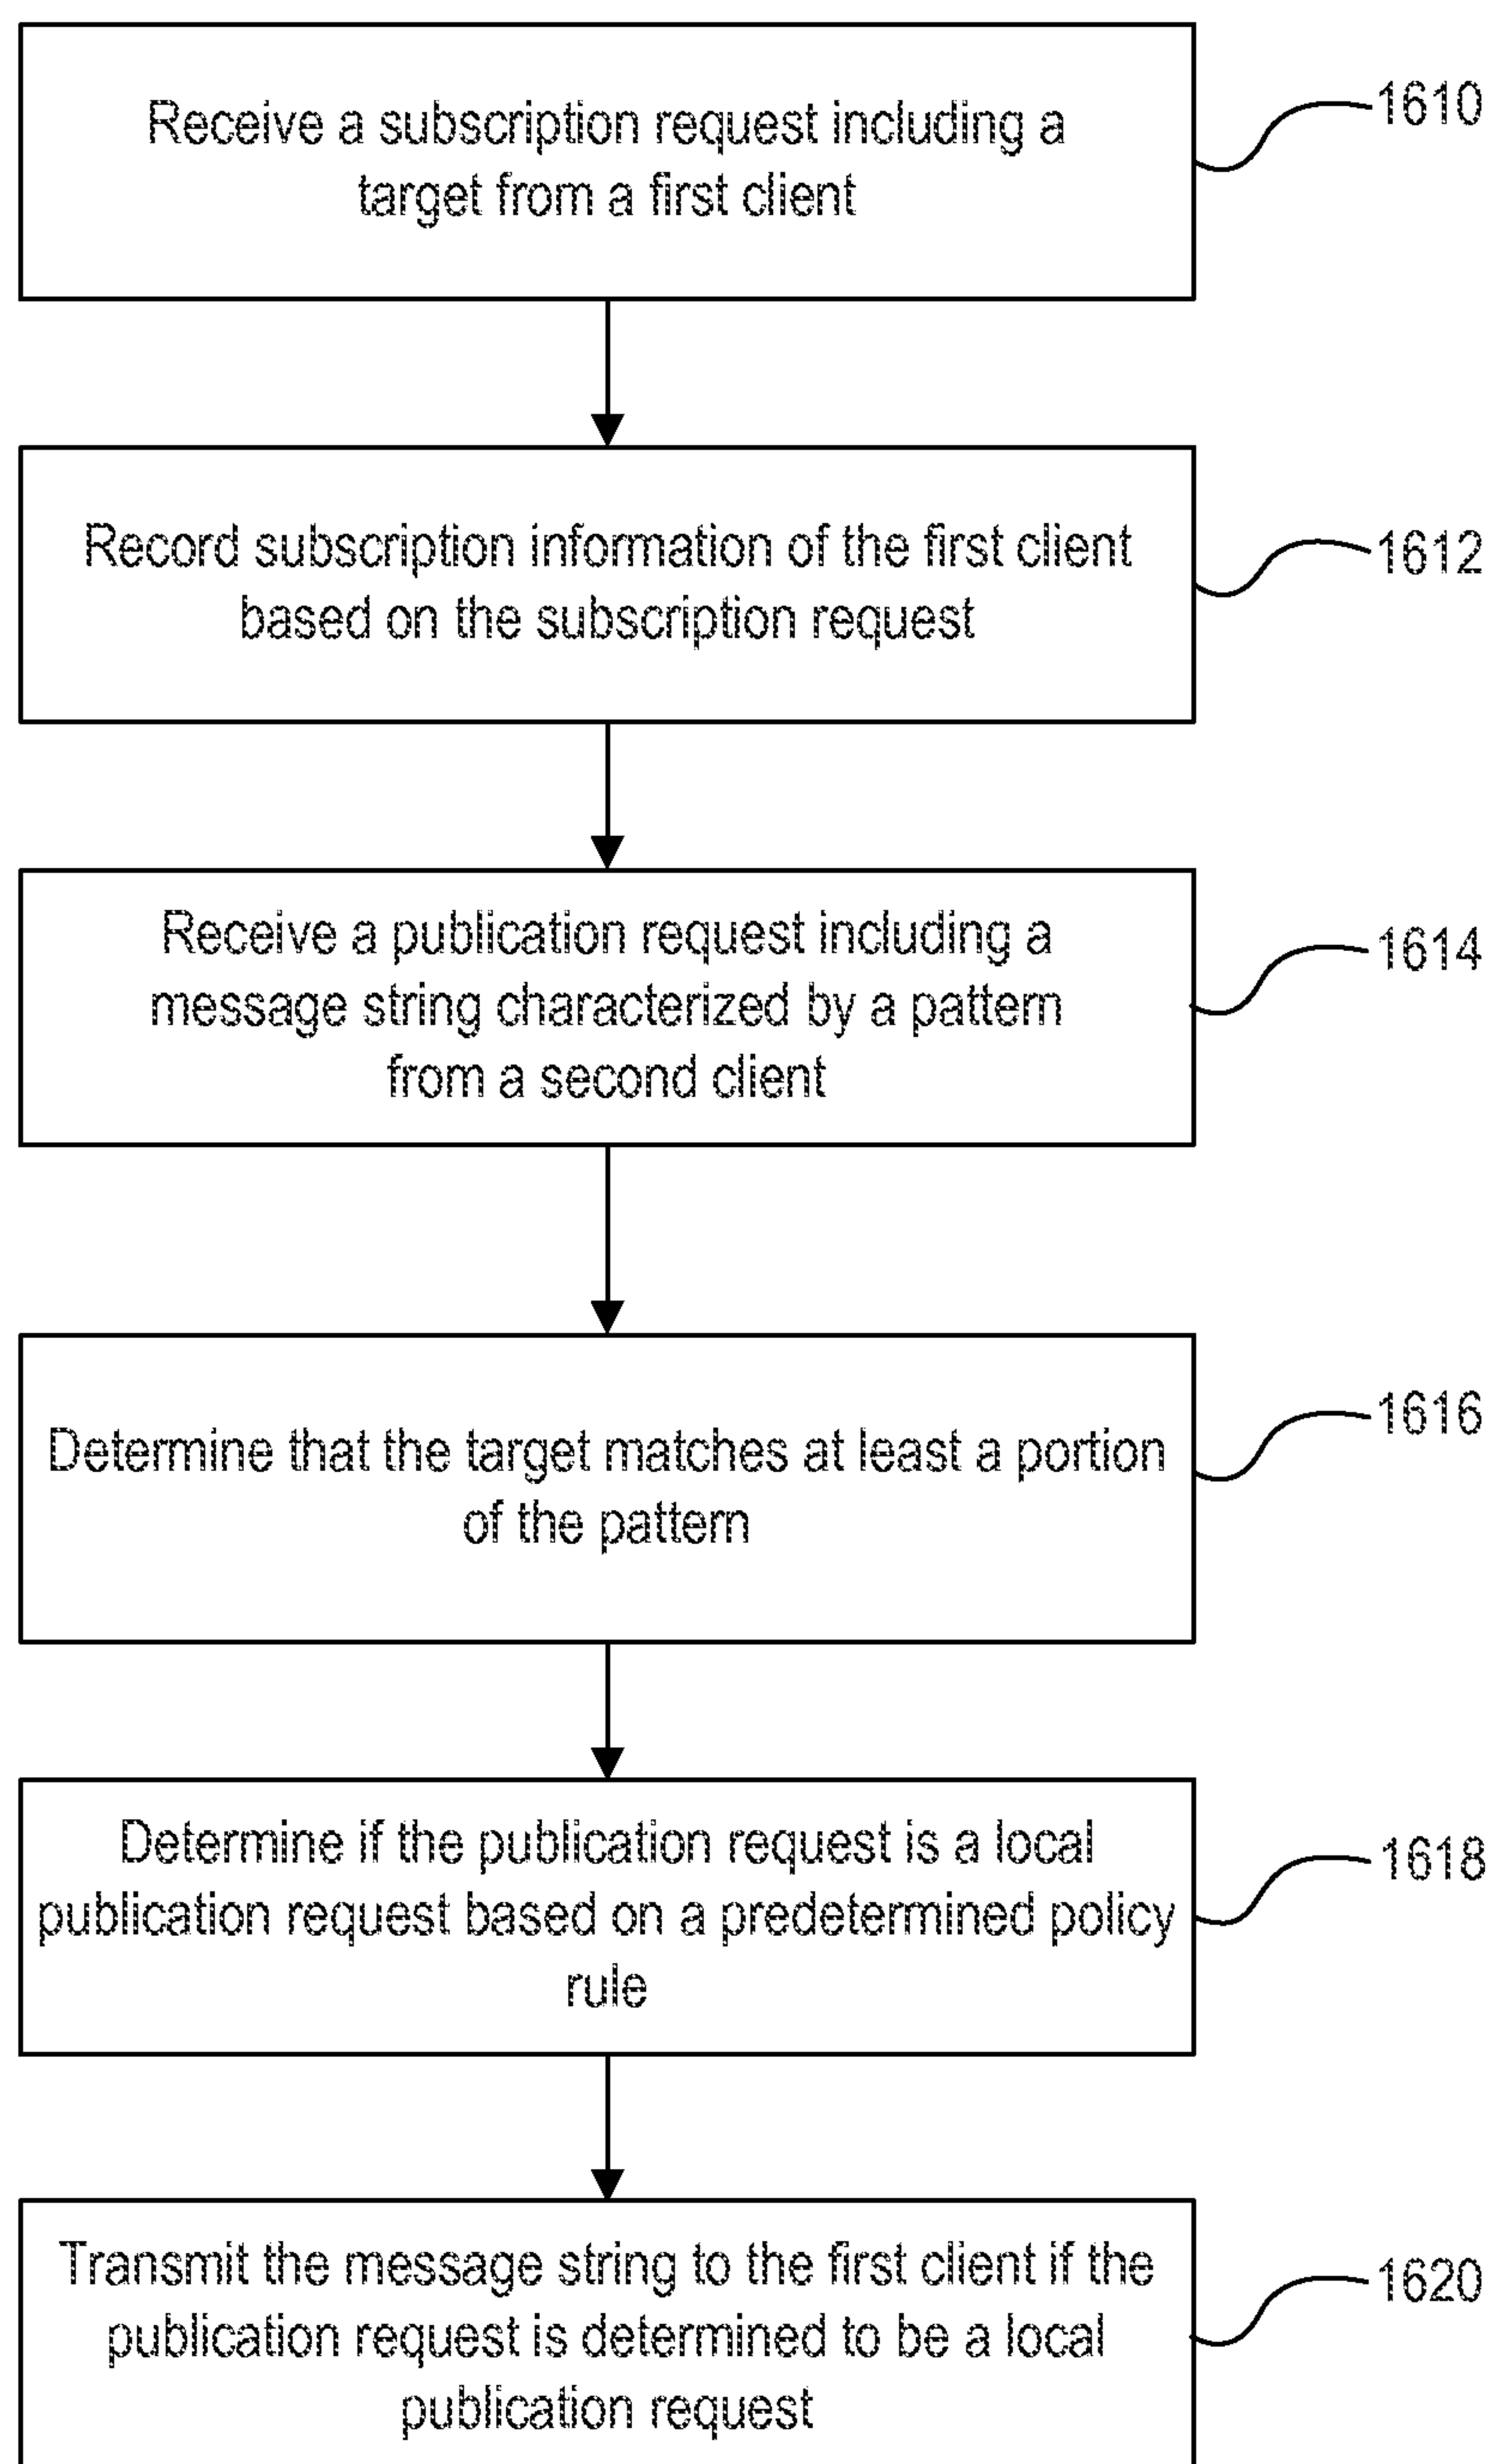 Receive a subscription request including a
target from a first client
1610
Record subscription information of the first client
based on the subscription request
1612
Receive a publication request including a
message string characterized by a pattern
from a second client
1614
Determine that the target matches at least a portion
of the pattern
1616
Determine if the publication request is a local
publication request based on a predetermined policy
rule
1618
Transmit the message string to the first client if the
publication request is determined to be a local
publication request
1620